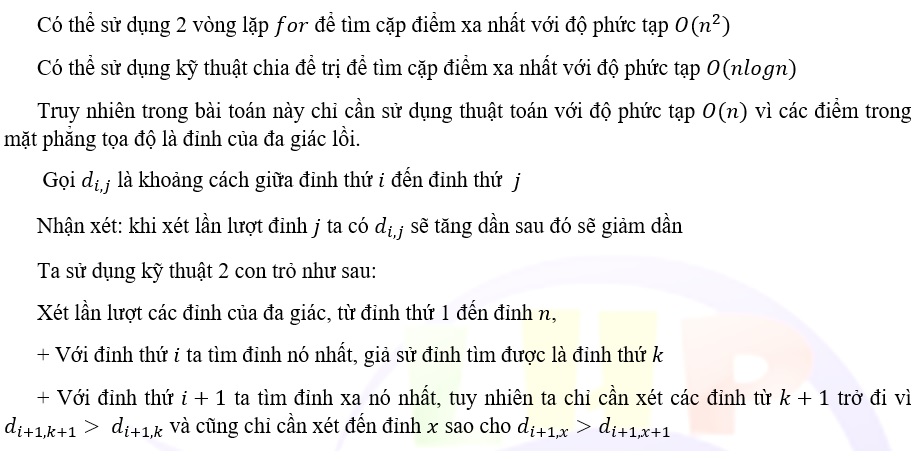 Có thể sử dụng 2 vòng lặp for để tìm cặp điểm xa nhất với độ phức tạp O(n²)
Có thể sử dụng kỹ thuật chia để trị để tìm cặp điểm xa nhất với độ phức tạp O(nlogn)
Truy nhiên trong bài toán này chỉ cần sử dụng thuật toán với độ phức tạp O(n) vì các điểm trong
mặt phẳng tọa độ là đỉnh của đa giác lồi.
Gọi d_{i,j} là khoảng cách giữa đỉnh thứ i đến đỉnh thứ j
Nhận xét: khi xét lần lượt đỉnh j ta có d_{i,j} sẽ tăng dần sau đó sẽ giảm dần
Ta sử dụng kỹ thuật 2 con trỏ như sau:
Xét lần lượt các đỉnh của đa giác, từ đỉnh thứ 1 đến đỉnh n,
+ Với đỉnh thứ i ta tìm đỉnh nó nhất, giả sử đỉnh tìm được là đỉnh thứ k
+ Với đỉnh thứ i + 1 ta tìm đỉnh xa nó nhất, tuy nhiên ta chỉ cần xét các đỉnh từ k + 1 trở đi vì
d_{i+1,k+1} > d_{i+1,k} và cũng chỉ cần xét đến đỉnh x sao cho d_{i+1,x} > d_{i+1,x+1}
LHP